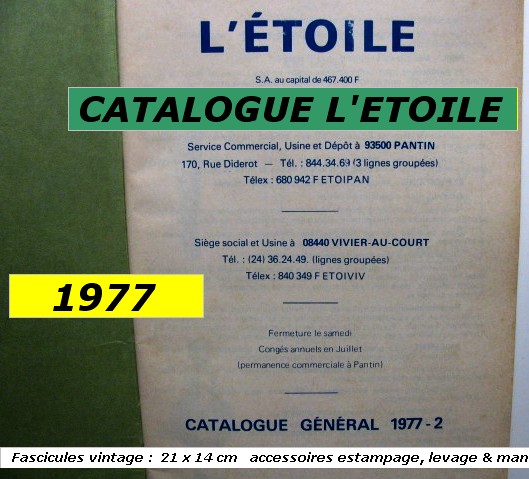 L'ÉTOILE
S.A. au capital de 467.400 F
CATALOGUE L'ETOILE
Service Commercial, Usine et Dépôt à 93500 PANTIN
170, Rue Diderot — Tél. : 844.34.69 (3 lignes groupées)
Télex : 680 942 F ETOIPAN
Siège social et Usine à 08440 VIVIER-AU-COURT
Tél. : (24) 36.24.49. (lignes groupées)
Télex : 840 349 F ETOIVIV
1977
Fermeture le samedi
Congés annuels en Juillet
(permanence commerciale à Pantin)
CATALOGUE GÉNÉRAL 1977-2
Fascicules vintage : 21 x 14 cm accessoires estampage, levage & man